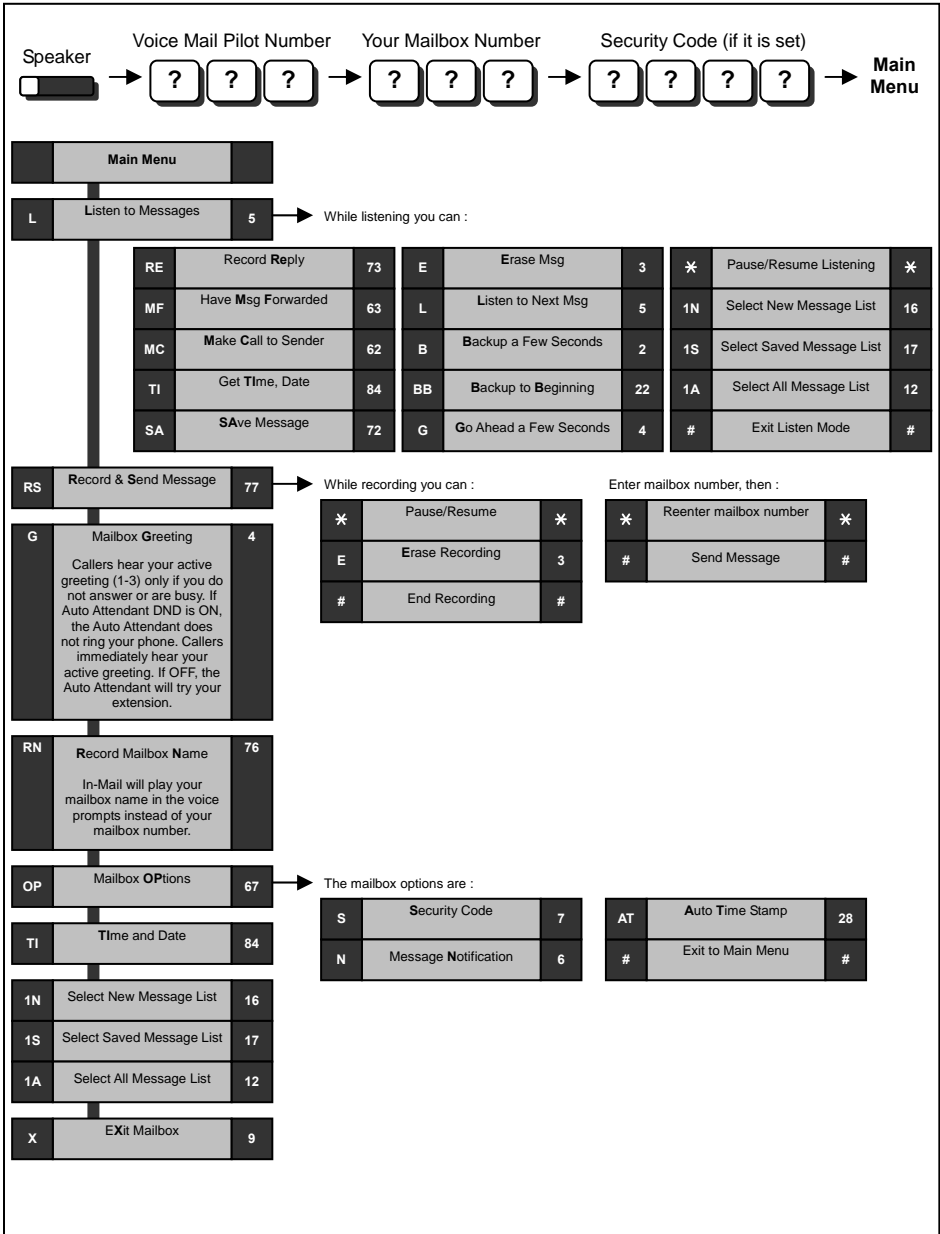 Speaker
Voice Mail Pilot Number
Your Mailbox Number
Security Code (if it is set)
? ? ?
? ? ?
? ? ? ?
Main
Menu
Main Menu
L Listen to Messages 5
While listening you can :
RE Record Reply 73
E Erase Msg 3
* Pause/Resume Listening *
MF Have Msg Forwarded 63
L Listen to Next Msg 5
1N Select New Message List 16
MC Make Call to Sender 62
B Backup a Few Seconds 2
1S Select Saved Message List 17
TI Get TIme, Date 84
BB Backup to Beginning 22
1A Select All Message List 12
SA SAve Message 72
G Go Ahead a Few Seconds 4
# Exit Listen Mode #
RS Record & Send Message 77
While recording you can :
* Pause/Resume *
E Erase Recording 3
# End Recording #
Enter mailbox number, then :
* Reenter mailbox number *
# Send Message #
G Mailbox Greeting 4
Callers hear your active
greeting (1-3) only if you do
not answer or are busy. If
Auto Attendant DND is ON,
the Auto Attendant does
not ring your phone. Callers
immediately hear your
active greeting. If OFF, the
Auto Attendant will try your
extension.
RN Record Mailbox Name 76
In-Mail will play your
mailbox name in the voice
prompts instead of your
mailbox number.
OP Mailbox OPtions 67
The mailbox options are :
S Security Code 7
AT Auto Time Stamp 28
N Message Notification 6
# Exit to Main Menu #
TI TIme and Date 84
1N Select New Message List 16
1S Select Saved Message List 17
1A Select All Message List 12
X EXit Mailbox 9